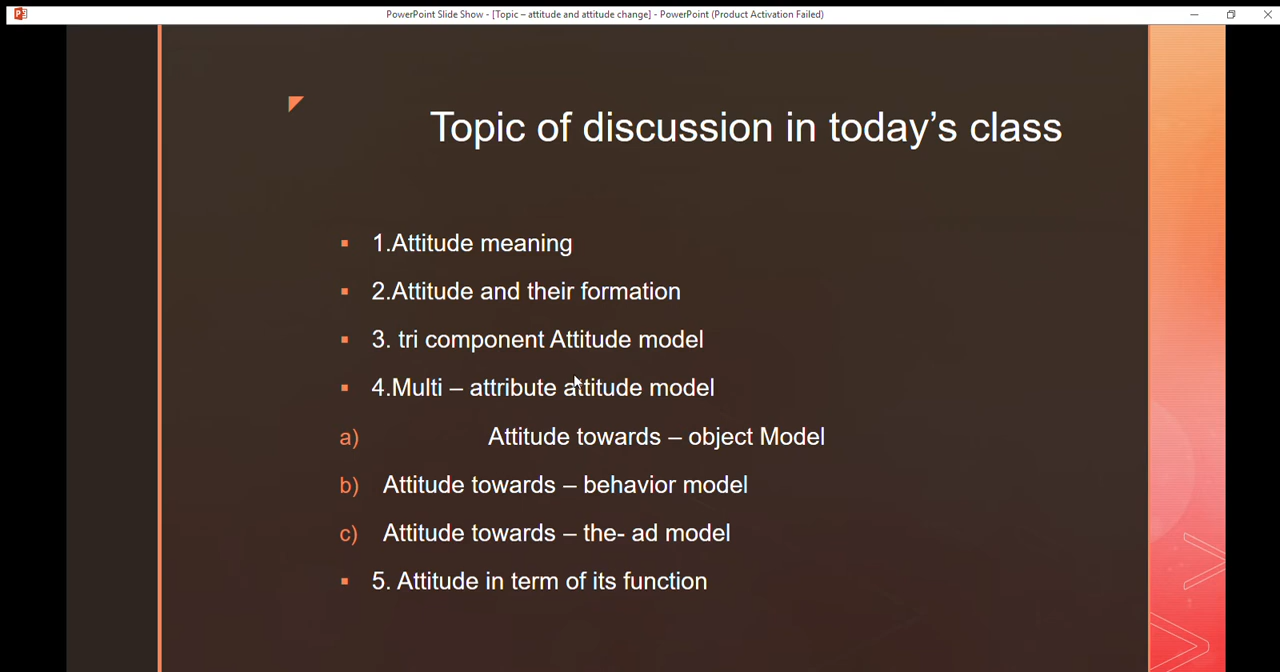 PowerPoint Slide Show - [Topic – attitude and attitude change] - PowerPoint (Product Activation Failed)
Topic of discussion in today’s class
▪ 1.Attitude meaning
▪ 2.Attitude and their formation
▪ 3. tri component Attitude model
▪ 4.Multi – attribute attitude model
a) Attitude towards – object Model
b) Attitude towards – behavior model
c) Attitude towards – the- ad model
▪ 5. Attitude in term of its function